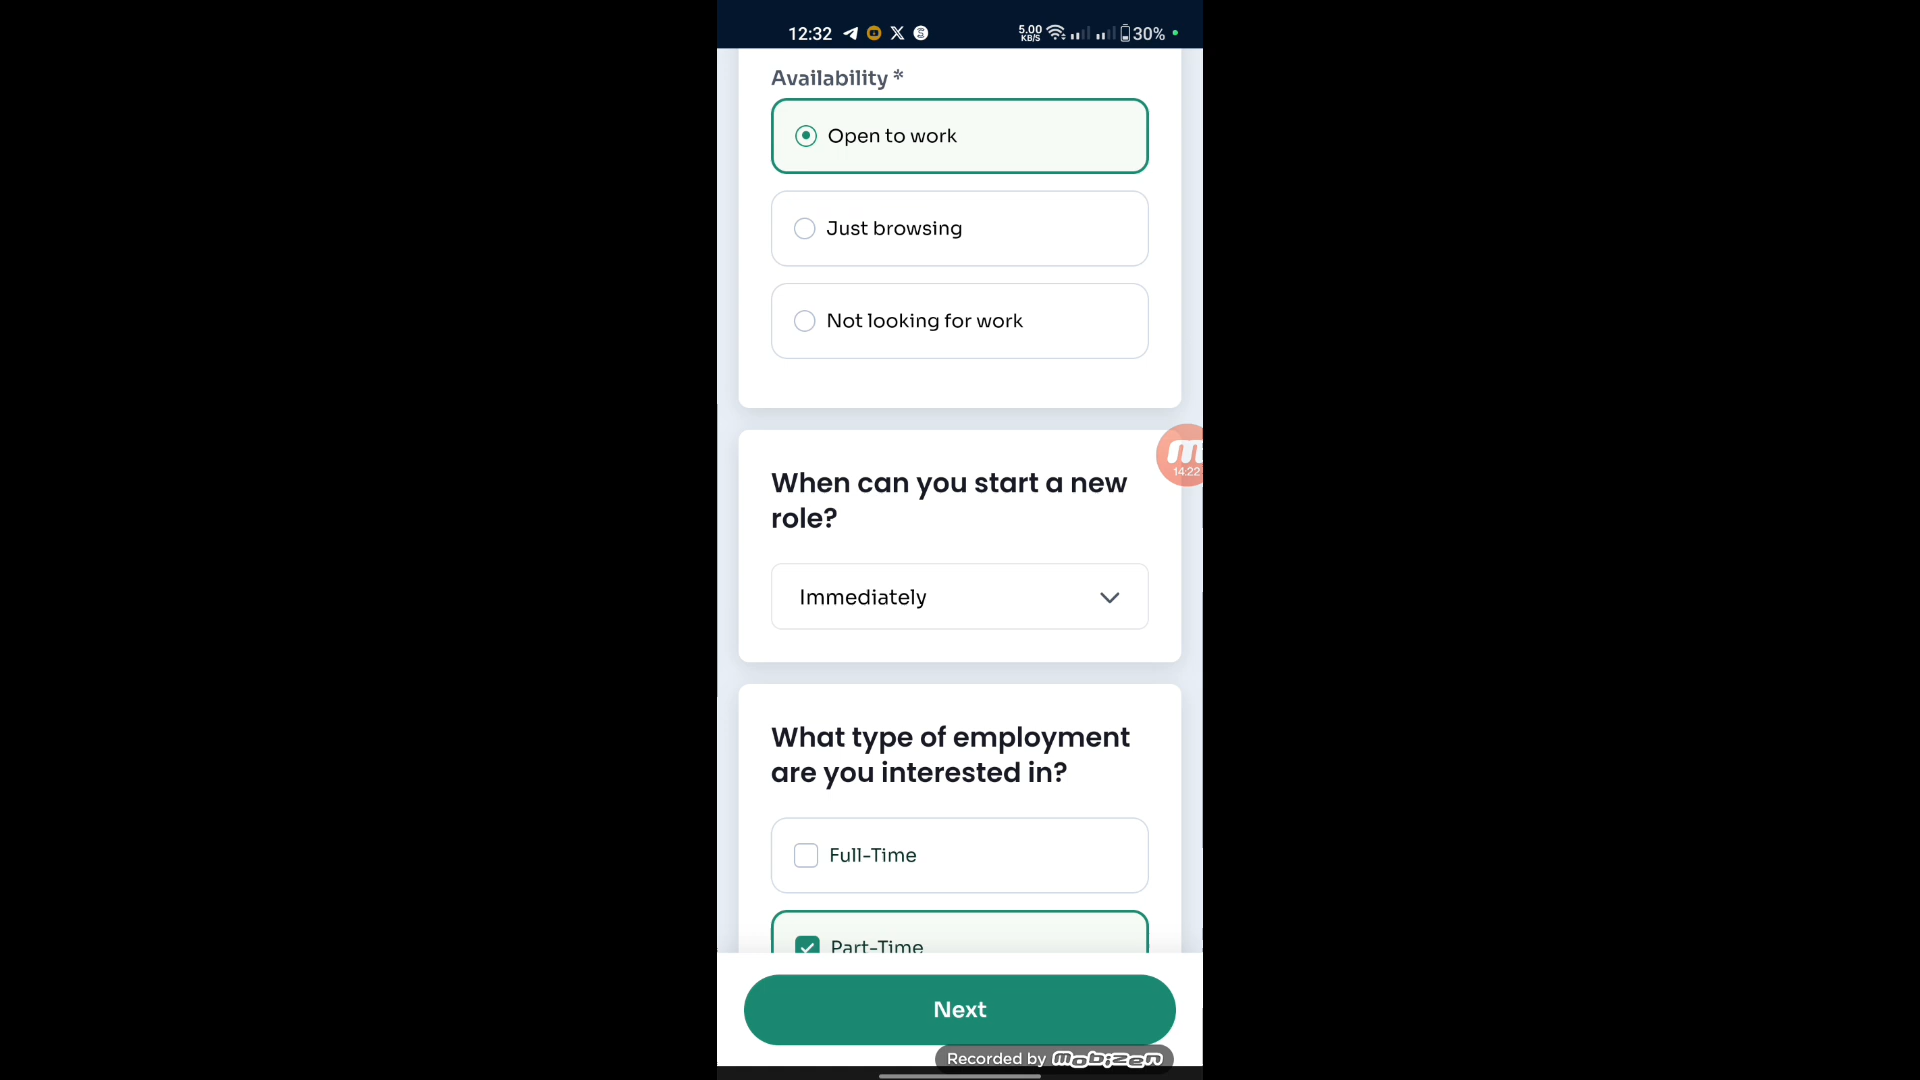 12:32 5.00 KB/S 30%
Availability *
Open to work
Just browsing
Not looking for work
14:22
When can you start a new
role?
Immediately
What type of employment
are you interested in?
Full-Time
Part-Time
Next
Recorded by mobizen